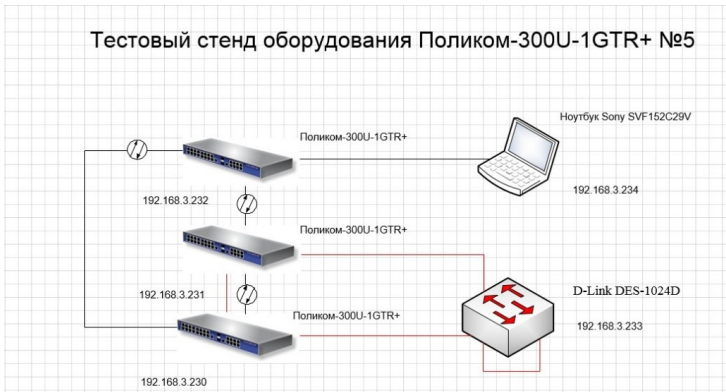 Тестовый стенд оборудования Поликом-300U-1GTR+ №5
Ноутбук Sony SVF152C29V
Поликом-300U-1GTR+
192.168.3.234
192.168.3.232
Поликом-300U-1GTR+
D-Link DES-1024D
192.168.3.231
Поликом-300U-1GTR+
192.168.3.233
192.168.3.230